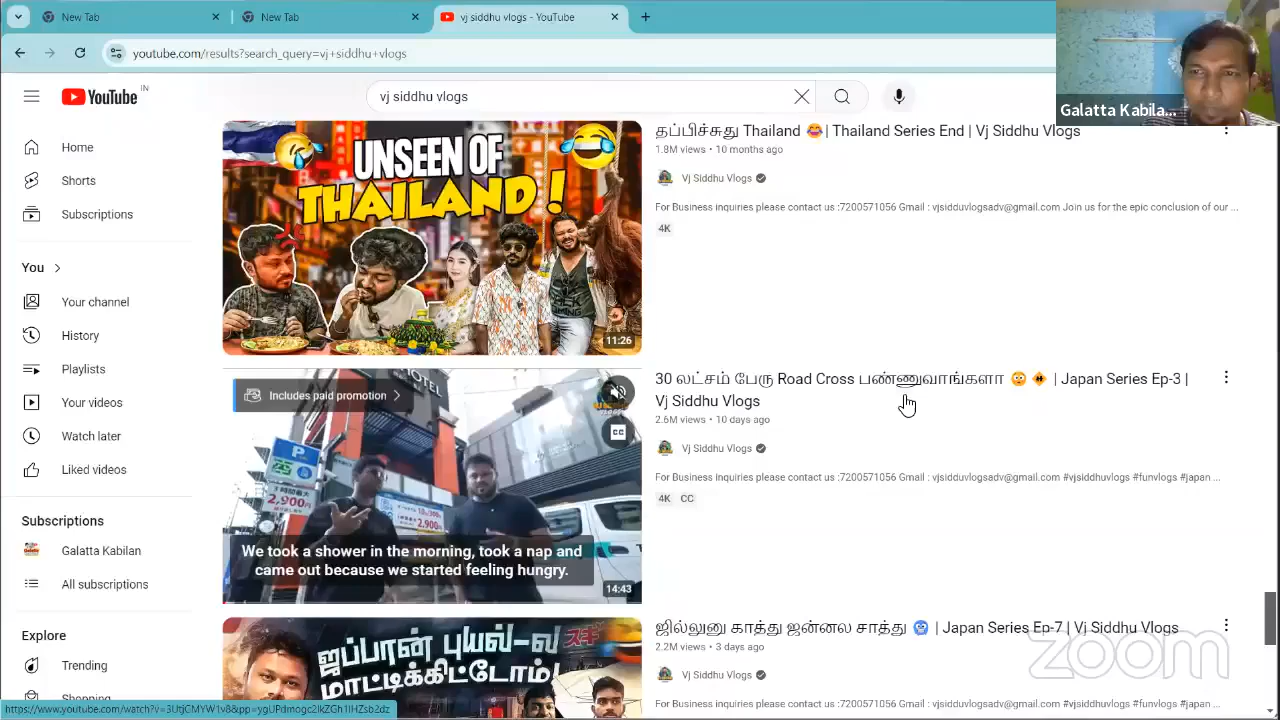 New Tab
New Tab
vj siddhu vlogs - YouTube
youtube.com/results?search_query=vj+siddhu+vlogs
YouTube IN
vj siddhu vlogs
Galatta Kabila...
Home
Shorts
Subscriptions
You
Your channel
History
Playlists
Your videos
Watch later
Liked videos
Subscriptions
Galatta Kabilan
All subscriptions
Explore
Trending
Shopping
UNSEEN OF
THAILAND!
11:26
தப்பிச்சுது Thailand 😂 | Thailand Series End | Vj Siddhu Vlogs
1.8M views • 10 months ago
Vj Siddhu Vlogs
For Business inquiries please contact us :7200571056 Gmail : vjsidduvlogsadv@gmail.com Join us for the epic conclusion of our ...
4K
Includes paid promotion
HOTEL
P
2,900
2,900
CC
We took a shower in the morning, took a nap and
came out because we started feeling hungry.
14:43
30 லட்சம் பேரு Road Cross பண்ணுவாங்களா 😳 🚸 | Japan Series Ep-3 |
Vj Siddhu Vlogs
2.6M views • 10 days ago
Vj Siddhu Vlogs
For Business inquiries please contact us :7200571056 Gmail : vjsidduvlogsadv@gmail.com #vjsiddhuvlogs #funvlogs #japan ...
4K CC
ஜப்பான் புயல்-ல
மாட்டிக்கிட்டோம்!
ஜில்லுனு காத்து ஜன்னல சாத்து 🥶 | Japan Series Ep-7 | Vj Siddhu Vlogs
2.2M views • 3 days ago
Vj Siddhu Vlogs
For Business inquiries please contact us :7200571056 Gmail : vjsidduvlogsadv@gmail.com #vjsiddhuvlogs #funvlogs #japan ...
zoom